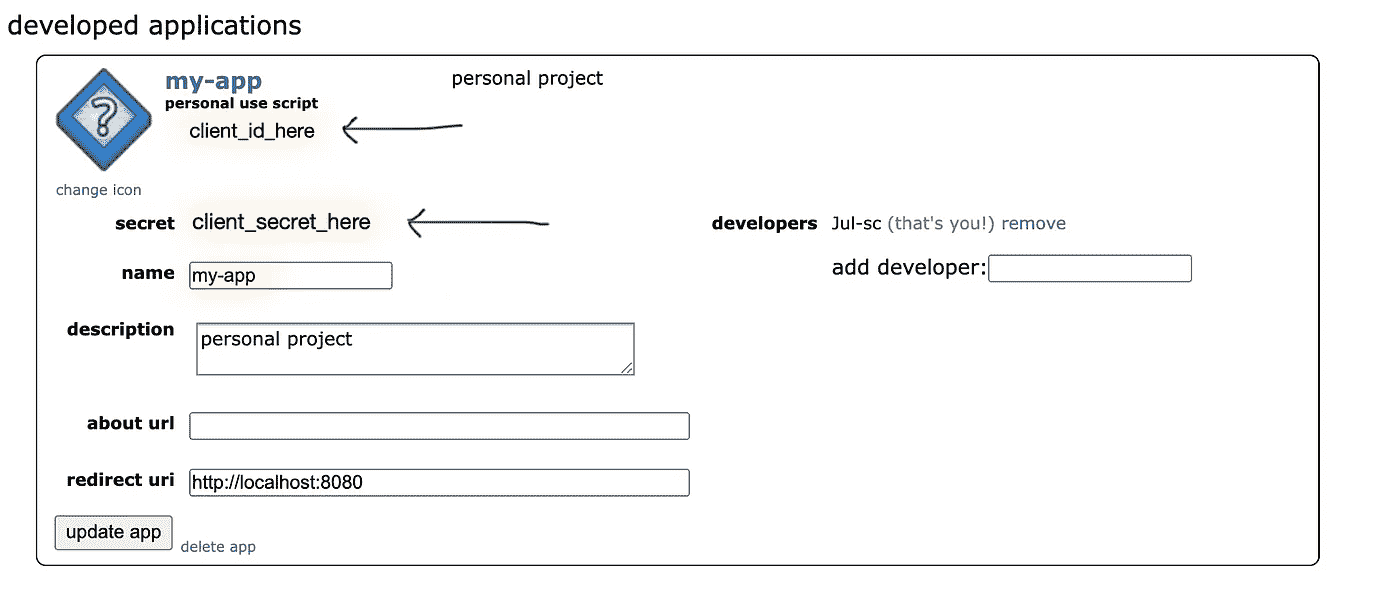 developed applications
my-app
personal project
personal use script
client_id_here
change icon
secret client_secret_here
developers Jul-sc (that's you!) remove
name my-app
add developer:
description personal project
about url
redirect uri http://localhost:8080
update app delete app